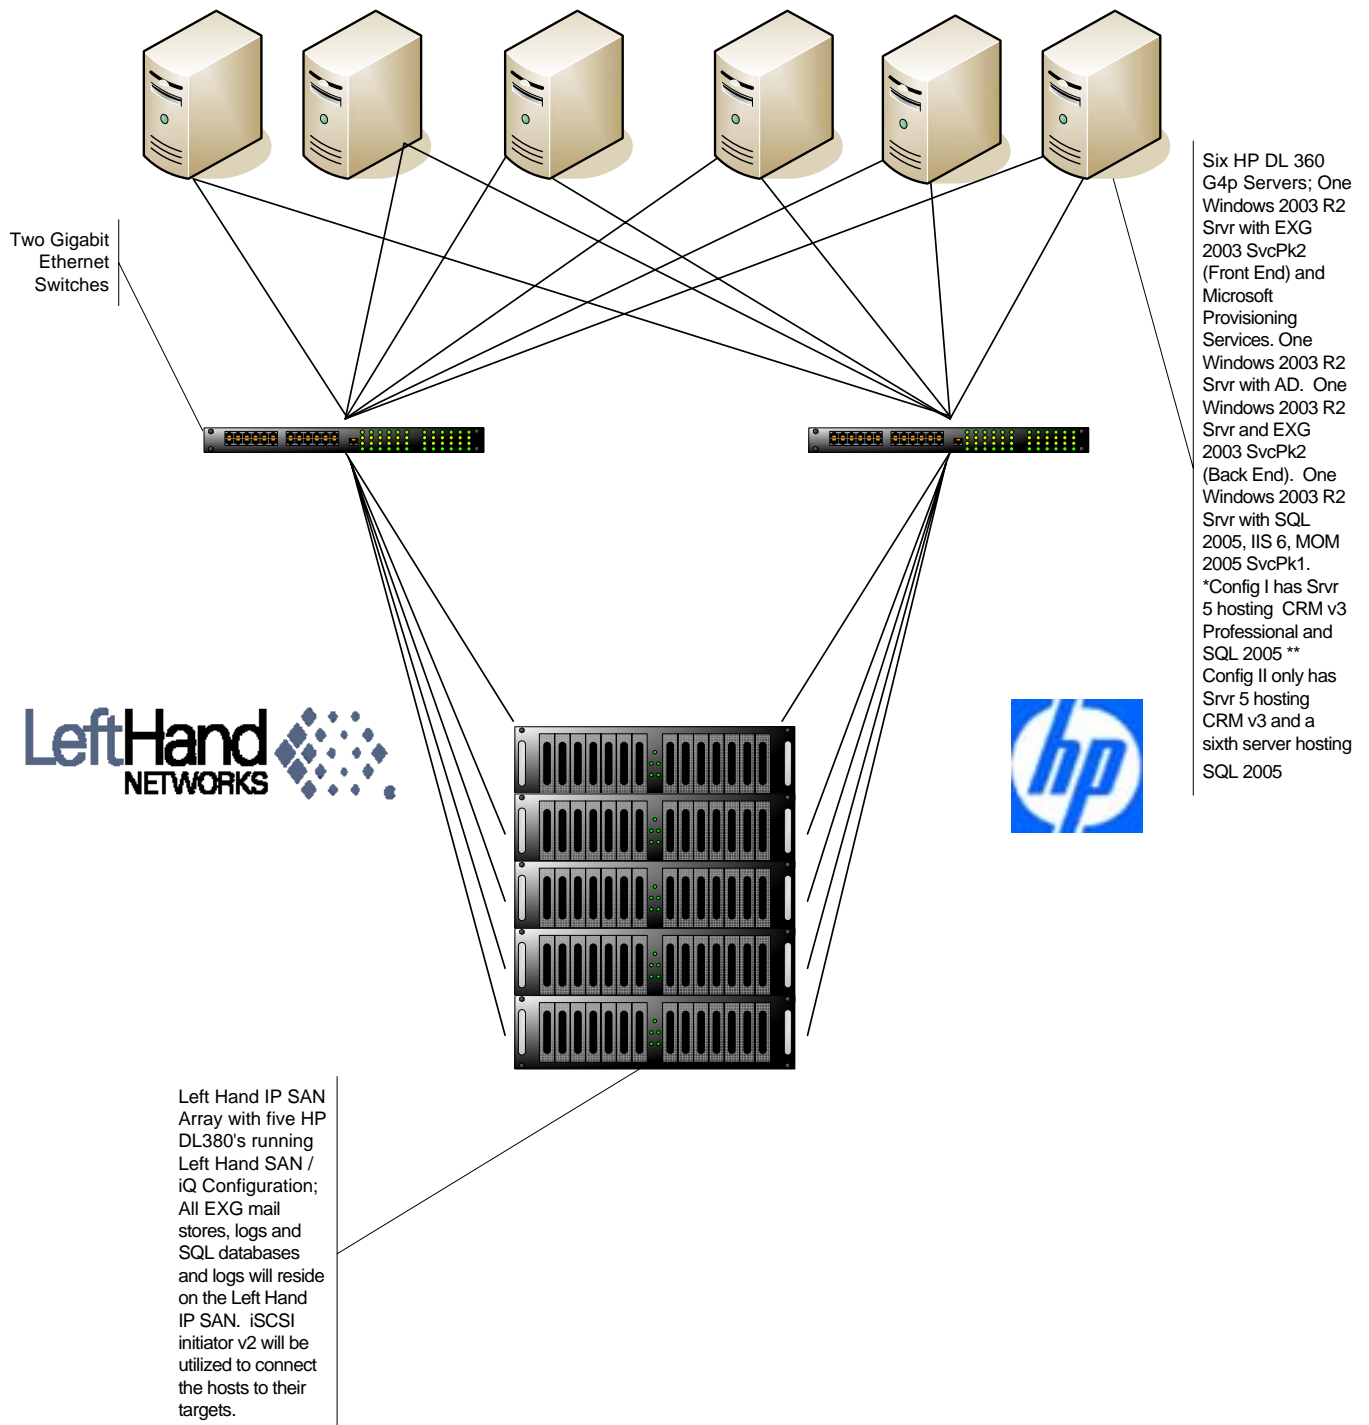 Two Gigabit
Ethernet
Switches
Six HP DL 360
G4p Servers; One
Windows 2003 R2
Srvr with EXG
2003 SvcPk2
(Front End) and
Microsoft
Provisioning
Services. One
Windows 2003 R2
Srvr with AD.  One
Windows 2003 R2
Srvr and EXG
2003 SvcPk2
(Back End).  One
Windows 2003 R2
Srvr with SQL
2005, IIS 6, MOM
2005 SvcPk1.
*Config I has Srvr
5 hosting  CRM v3
Professional and
SQL 2005 **
Config II only has
Srvr 5 hosting
CRM v3 and a
sixth server hosting
SQL 2005
LeftHand
NETWORKS
hp
Left Hand IP SAN
Array with five HP
DL380's running
Left Hand SAN /
iQ Configuration;
All EXG mail
stores, logs and
SQL databases
and logs will reside
on the Left Hand
IP SAN.  iSCSI
initiator v2 will be
utilized to connect
the hosts to their
targets.